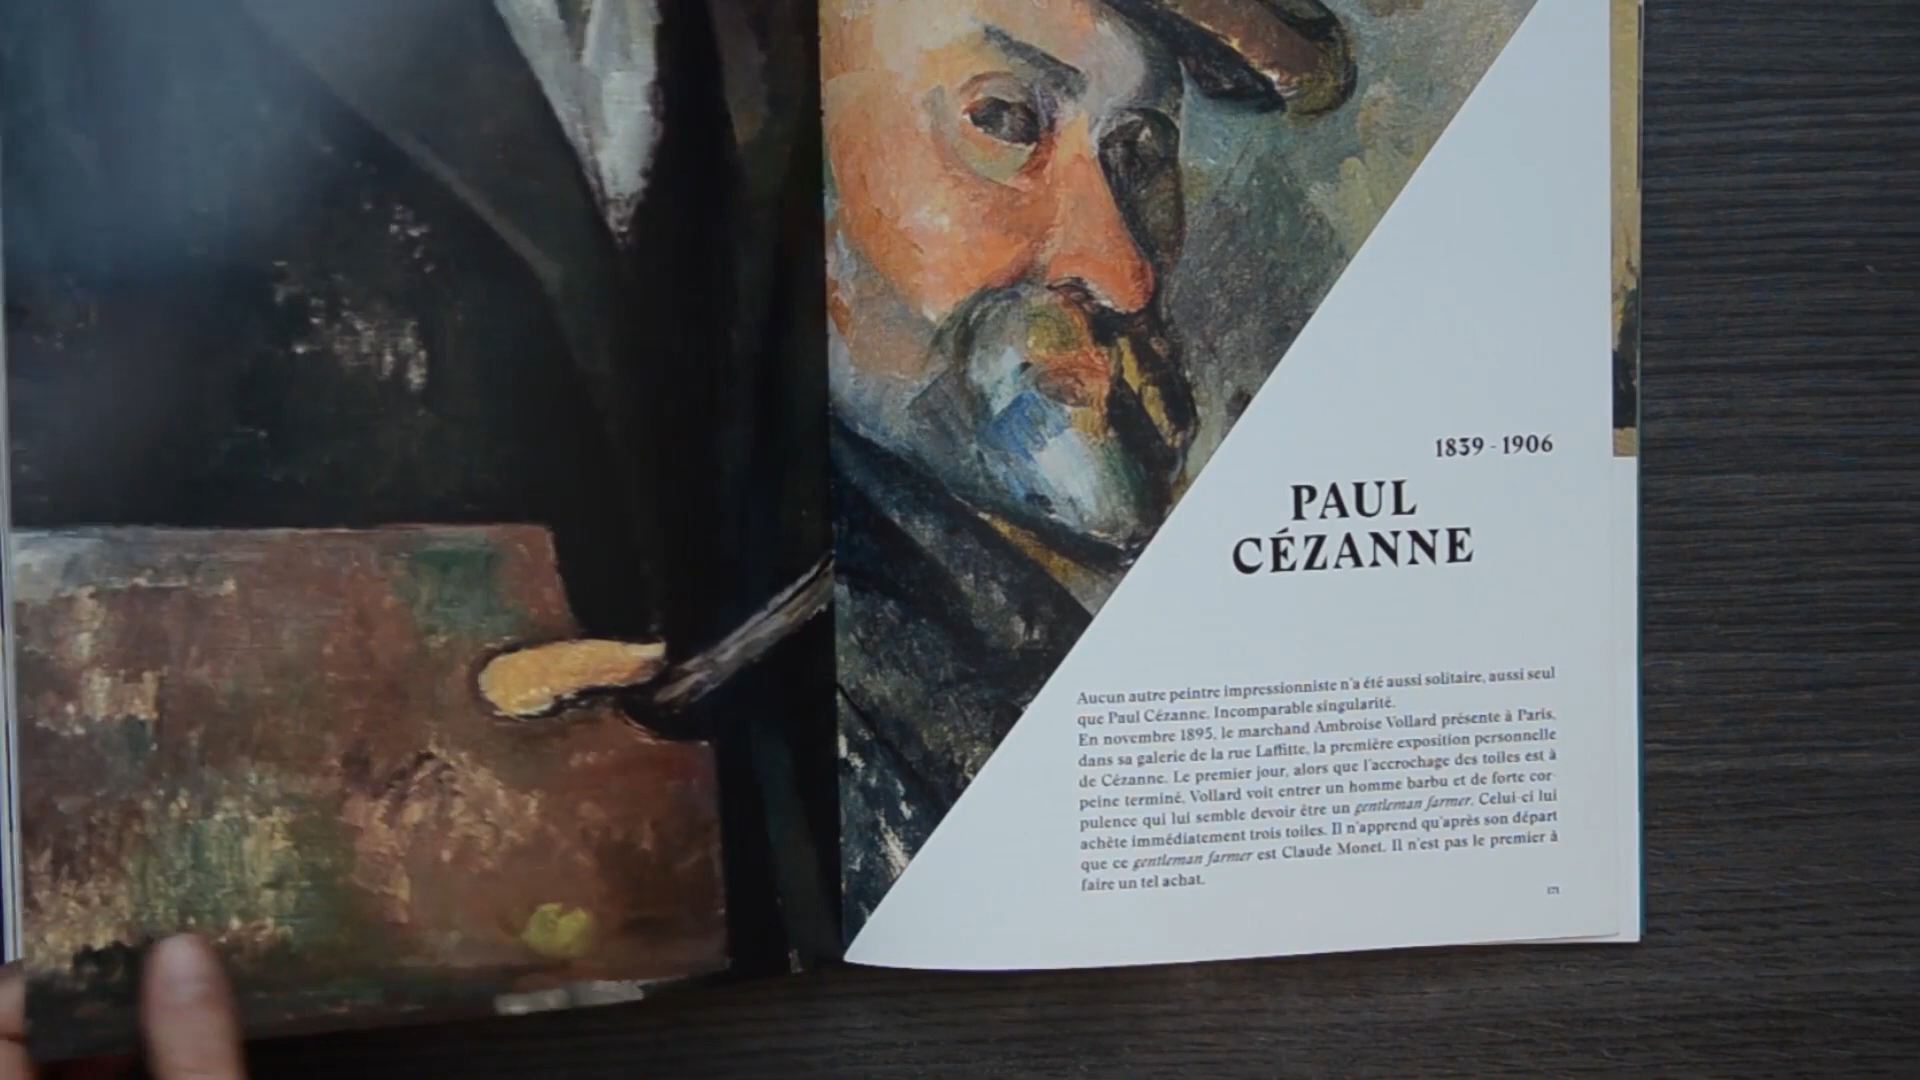 1839 - 1906
PAUL
CÉZANNE
Aucun autre peintre impressionniste n'a été aussi solitaire, aussi seul
que Paul Cézanne. Incomparable singularité.
En novembre 1895, le marchand Ambroise Vollard présente à Paris,
dans sa galerie de la rue Laffitte, la première exposition personnelle
de Cézanne. Le premier jour, alors que l'accrochage des toiles est à
peine terminé, Vollard voit entrer un homme barbu et de forte cor-
pulence qui lui semble devoir être un gentleman farmer. Celui-ci lui
achète immédiatement trois toiles. Il n'apprend qu'après son départ
que ce gentleman farmer est Claude Monet. Il n'est pas le premier à
faire un tel achat.